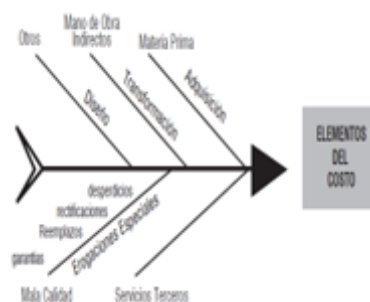 Otros
Mano de Obra
Indirectos
Materia Prima
Diseño
Transformación
Adquisición
ELEMENTOS
DEL
COSTO
desperdicios
rectificaciones
Reemplazos
garantias
Erogaciones Especiales
Mala Calidad
Servicios Terceros